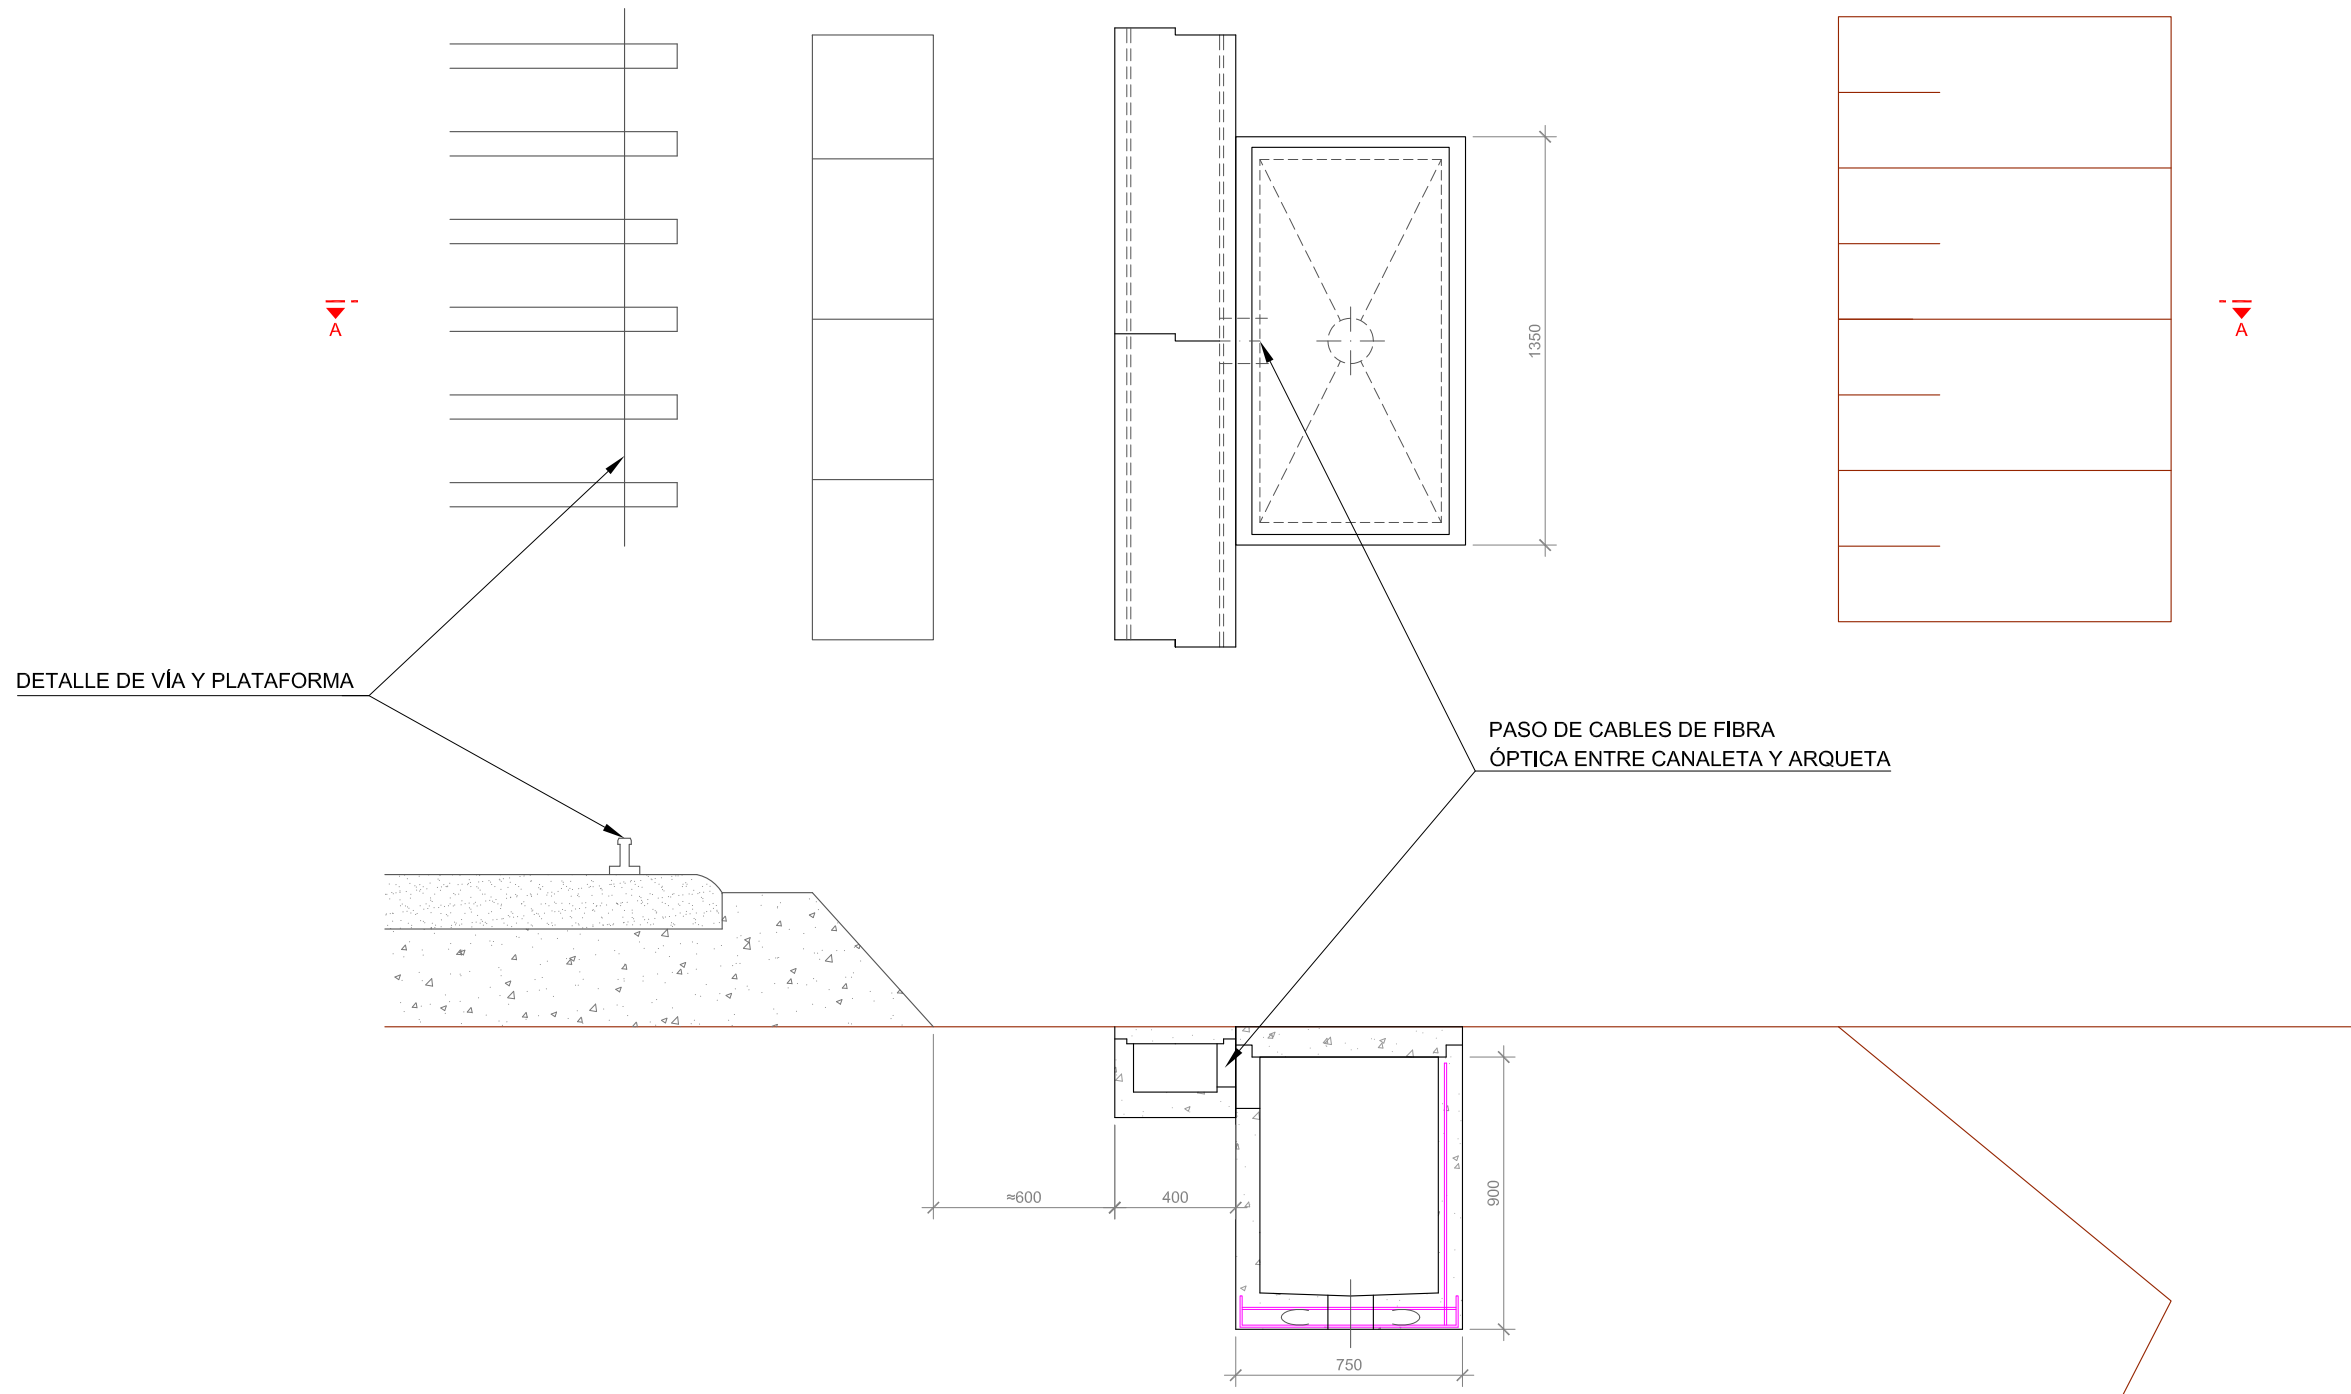 A
A
1350
DETALLE DE VÍA Y PLATAFORMA
PASO DE CABLES DE FIBRA
ÓPTICA ENTRE CANALETA Y ARQUETA
≈600
400
900
750